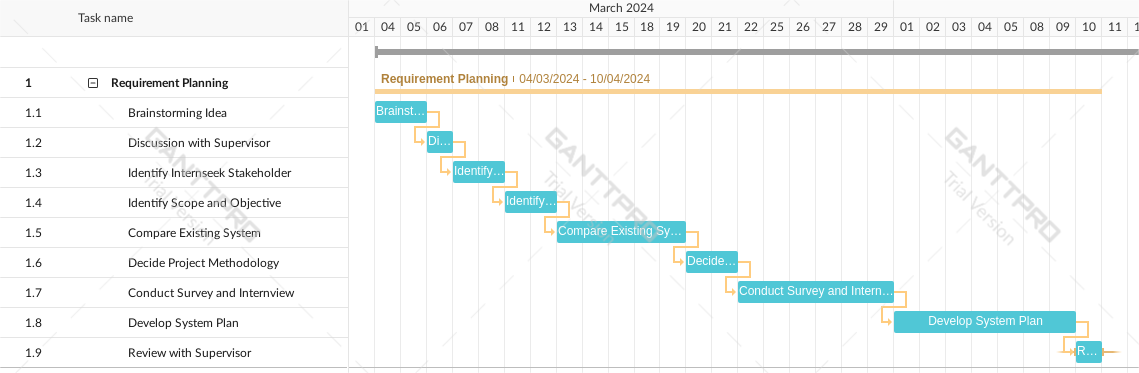 Task name
March 2024
01 04 05 06 07 08 11 12 13 14 15 18 19 20 21 22 25 26 27 28 29 01 02 03 04 05 08 09 10 11 1
1 Requirement Planning
Requirement Planning 04/03/2024 - 10/04/2024
1.1 Brainstorming Idea
Brainst...
1.2 Discussion with Supervisor
Di...
1.3 Identify Internseek Stakeholder
Identify...
1.4 Identify Scope and Objective
Identify...
1.5 Compare Existing System
Compare Existing Sy...
1.6 Decide Project Methodology
Decide...
1.7 Conduct Survey and Internview
Conduct Survey and Intern...
1.8 Develop System Plan
Develop System Plan
1.9 Review with Supervisor
R...
GANTTPRO
Trial Version
GANTTPRO
Trial Version
GANTTPRO
Trial Version